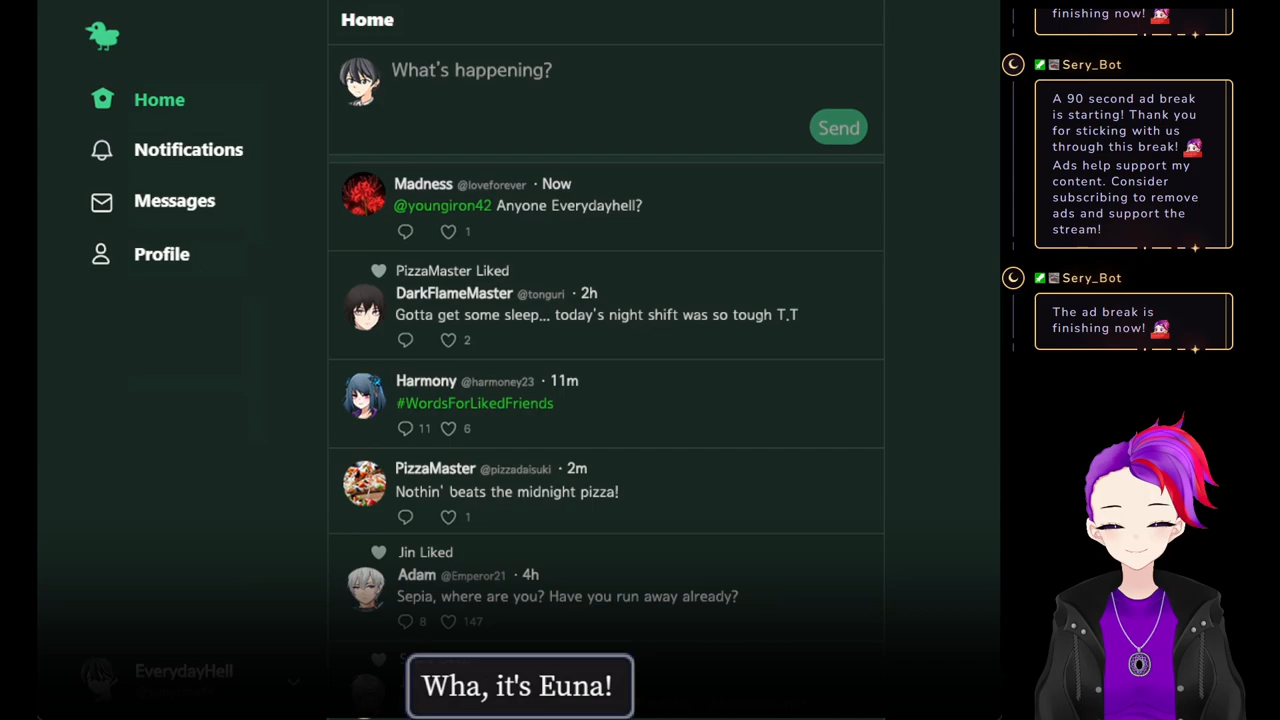 Home
What's happening?
Send
Home
Notifications
Messages
Profile
Madness @loveforever · Now
@youngiron42 Anyone Everydayhell?
1
PizzaMaster Liked
DarkFlameMaster @tonguri · 2h
Gotta get some sleep... today's night shift was so tough T.T
2
Harmony @harmoney23 · 11m
#WordsForLikedFriends
11 6
PizzaMaster @pizzadaisuki · 2m
Nothin' beats the midnight pizza!
1
Jin Liked
Adam @Emperor21 · 4h
Sepia, where are you? Have you run away already?
8 147
EverydayHell
Wha, it's Euna!
finishing now!
Sery_Bot
A 90 second ad break
is starting! Thank you
for sticking with us
through this break!
Ads help support my
content. Consider
subscribing to remove
ads and support the
stream!
Sery_Bot
The ad break is
finishing now!